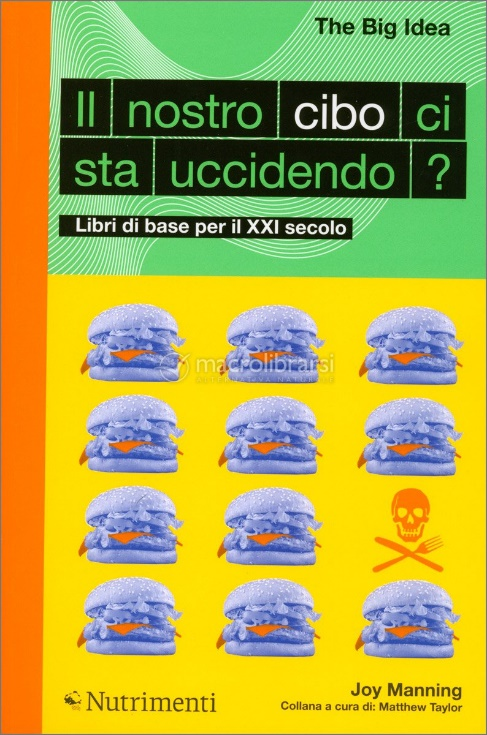 The Big Idea
Il nostro cibo ci
sta uccidendo ?
Libri di base per il XXI secolo
macrolibrarsi
Nutrimenti
Joy Manning
Collana a cura di: Matthew Taylor